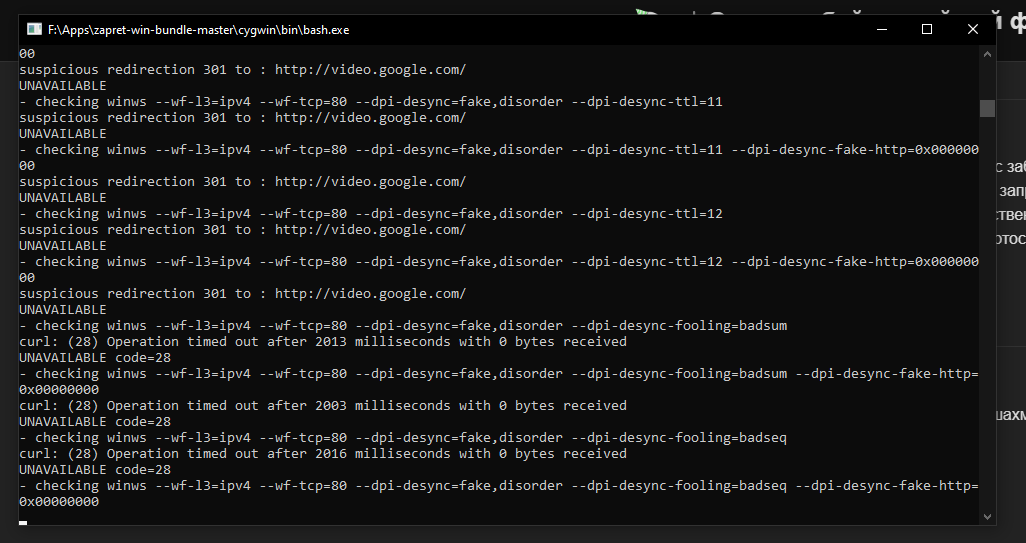 й ф
F:\Apps\zapret-win-bundle-master\cygwin\bin\bash.exe
00
suspicious redirection 301 to : http://video.google.com/
UNAVAILABLE
- checking winws --wf-l3=ipv4 --wf-tcp=80 --dpi-desync=fake,disorder --dpi-desync-ttl=11
suspicious redirection 301 to : http://video.google.com/
UNAVAILABLE
- checking winws --wf-l3=ipv4 --wf-tcp=80 --dpi-desync=fake,disorder --dpi-desync-ttl=11 --dpi-desync-fake-http=0x000000
00
suspicious redirection 301 to : http://video.google.com/
UNAVAILABLE
- checking winws --wf-l3=ipv4 --wf-tcp=80 --dpi-desync=fake,disorder --dpi-desync-ttl=12
suspicious redirection 301 to : http://video.google.com/
UNAVAILABLE
- checking winws --wf-l3=ipv4 --wf-tcp=80 --dpi-desync=fake,disorder --dpi-desync-ttl=12 --dpi-desync-fake-http=0x000000
00
suspicious redirection 301 to : http://video.google.com/
UNAVAILABLE
- checking winws --wf-l3=ipv4 --wf-tcp=80 --dpi-desync=fake,disorder --dpi-desync-fooling=badsum
curl: (28) Operation timed out after 2013 milliseconds with 0 bytes received
UNAVAILABLE code=28
- checking winws --wf-l3=ipv4 --wf-tcp=80 --dpi-desync=fake,disorder --dpi-desync-fooling=badsum --dpi-desync-fake-http=
0x00000000
curl: (28) Operation timed out after 2003 milliseconds with 0 bytes received
UNAVAILABLE code=28
- checking winws --wf-l3=ipv4 --wf-tcp=80 --dpi-desync=fake,disorder --dpi-desync-fooling=badseq
curl: (28) Operation timed out after 2016 milliseconds with 0 bytes received
UNAVAILABLE code=28
- checking winws --wf-l3=ipv4 --wf-tcp=80 --dpi-desync=fake,disorder --dpi-desync-fooling=badseq --dpi-desync-fake-http=
0x00000000
с заб
запр
ствен
отос
шахм